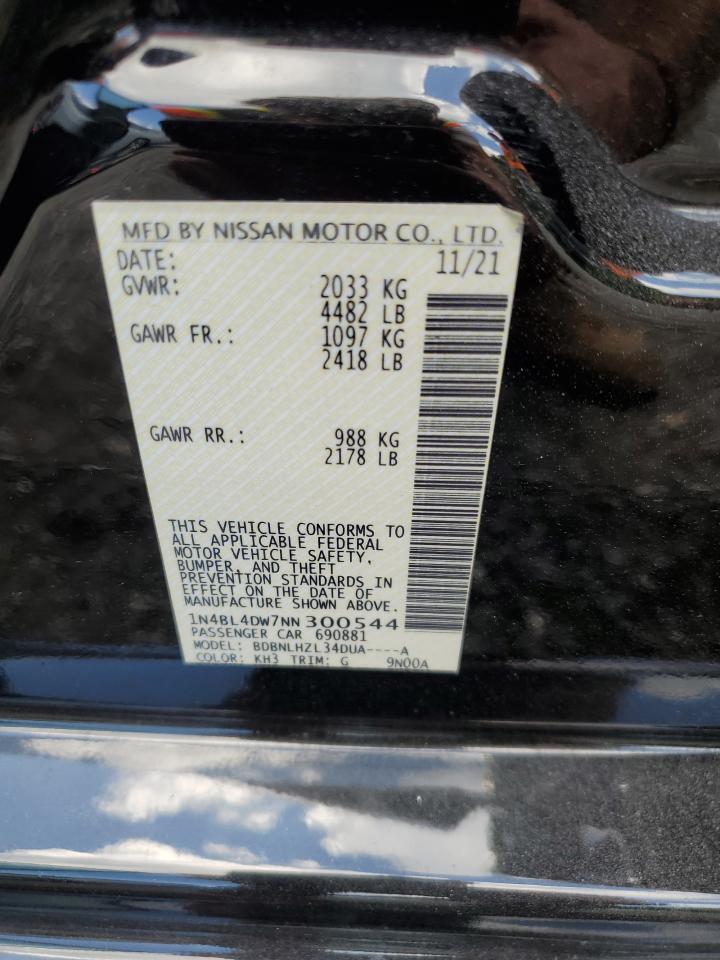 MFD BY NISSAN MOTOR CO., LTD.
DATE: 11/21
GVWR: 2033 KG
4482 LB
GAWR FR.: 1097 KG
2418 LB
GAWR RR.: 988 KG
2178 LB
THIS VEHICLE CONFORMS TO
ALL APPLICABLE FEDERAL
MOTOR VEHICLE SAFETY,
BUMPER, AND THEFT
PREVENTION STANDARDS IN
EFFECT ON THE DATE OF
MANUFACTURE SHOWN ABOVE.
1N4BL4DW7NN300544
PASSENGER CAR 690881
MODEL: BDBNLHZL34DUA----A
COLOR: KH3 TRIM: G 9N00A